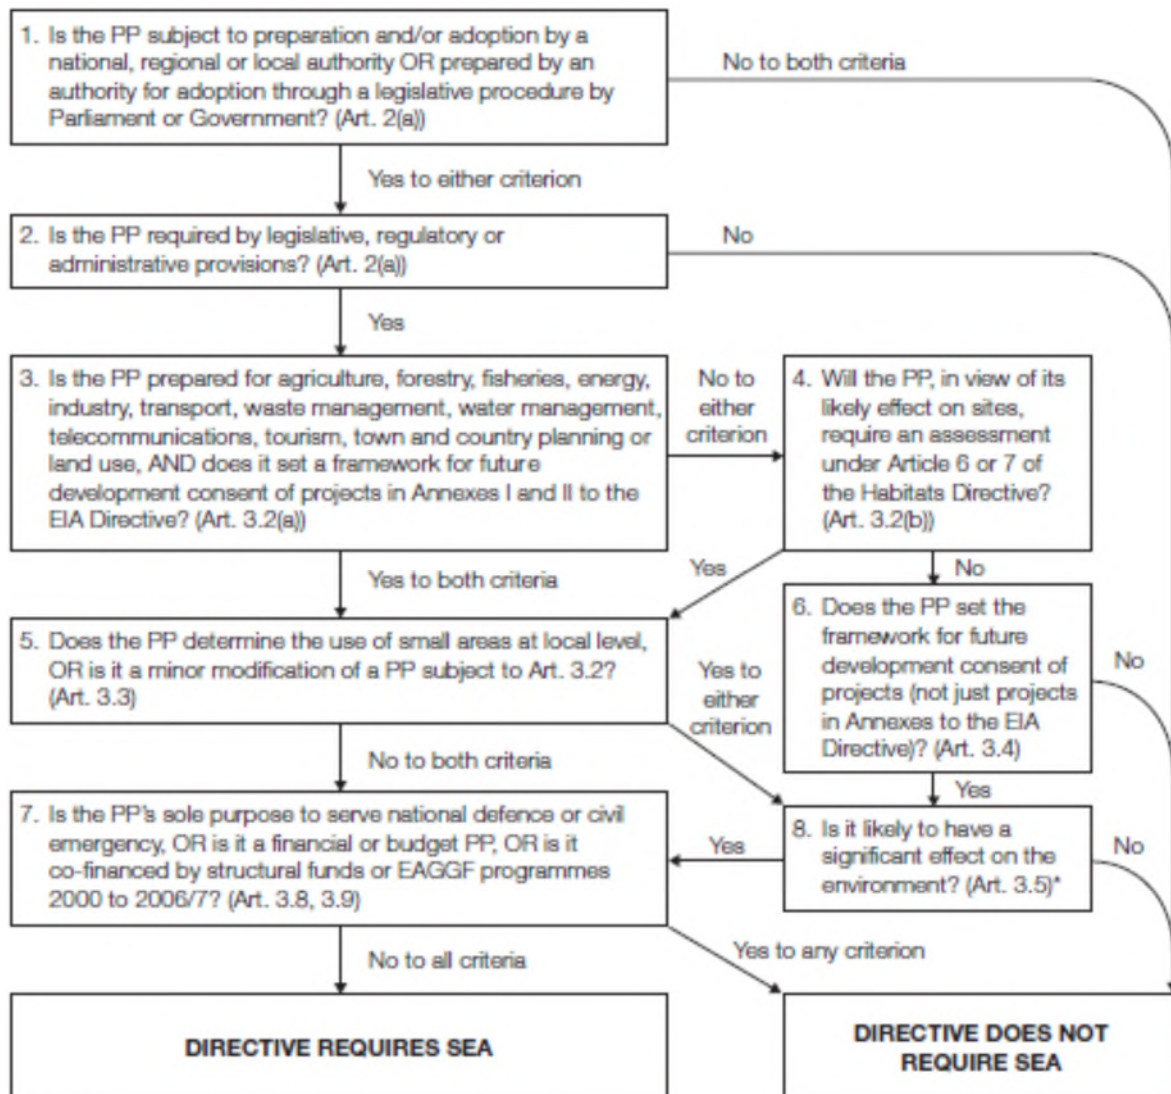 1. Is the PP subject to preparation and/or adoption by a
national, regional or local authority OR prepared by an
authority for adoption through a legislative procedure by
Parliament or Government? (Art. 2(a))
No to both criteria
Yes to either criterion
2. Is the PP required by legislative, regulatory or
administrative provisions? (Art. 2(a))
No
Yes
3. Is the PP prepared for agriculture, forestry, fisheries, energy,
industry, transport, waste management, water management,
telecommunications, tourism, town and country planning or
land use, AND does it set a framework for future
development consent of projects in Annexes I and II to the
EIA Directive? (Art. 3.2(a))
No to
either
criterion
4. Will the PP, in view of its
likely effect on sites,
require an assessment
under Article 6 or 7 of
the Habitats Directive?
(Art. 3.2(b))
Yes to both criteria
Yes
No
5. Does the PP determine the use of small areas at local level,
OR is it a minor modification of a PP subject to Art. 3.2?
(Art. 3.3)
Yes to
either
criterion
6. Does the PP set the
framework for future
development consent of
projects (not just projects
in Annexes to the EIA
Directive)? (Art. 3.4)
No
No to both criteria
Yes
7. Is the PP's sole purpose to serve national defence or civil
emergency, OR is it a financial or budget PP, OR is it
co-financed by structural funds or EAGGF programmes
2000 to 2006/7? (Art. 3.8, 3.9)
Yes
8. Is it likely to have a
significant effect on the
environment? (Art. 3.5)*
No
No to all criteria
Yes to any criterion
DIRECTIVE REQUIRES SEA
DIRECTIVE DOES NOT
REQUIRE SEA